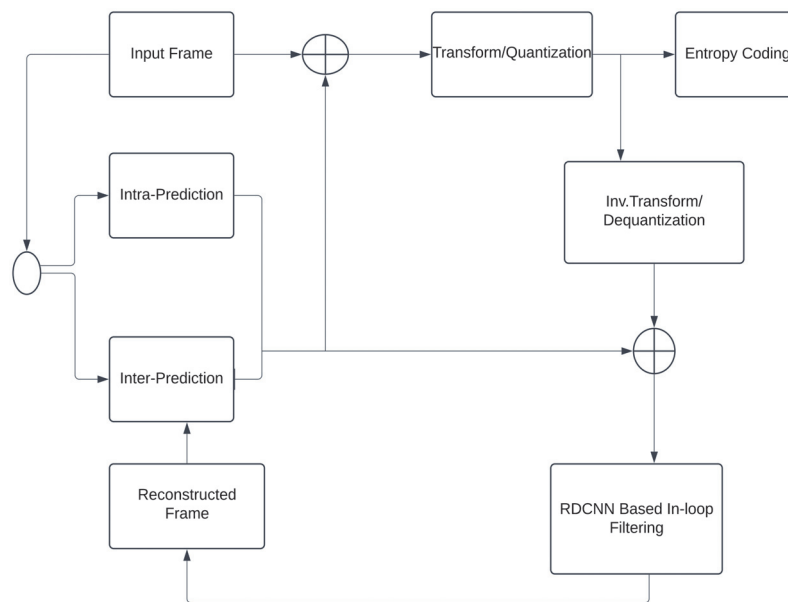 Input Frame
Transform/Quantization
Entropy Coding
Intra-Prediction
Inv.Transform/
Dequantization
Inter-Prediction
Reconstructed
Frame
RDCNN Based In-loop
Filtering